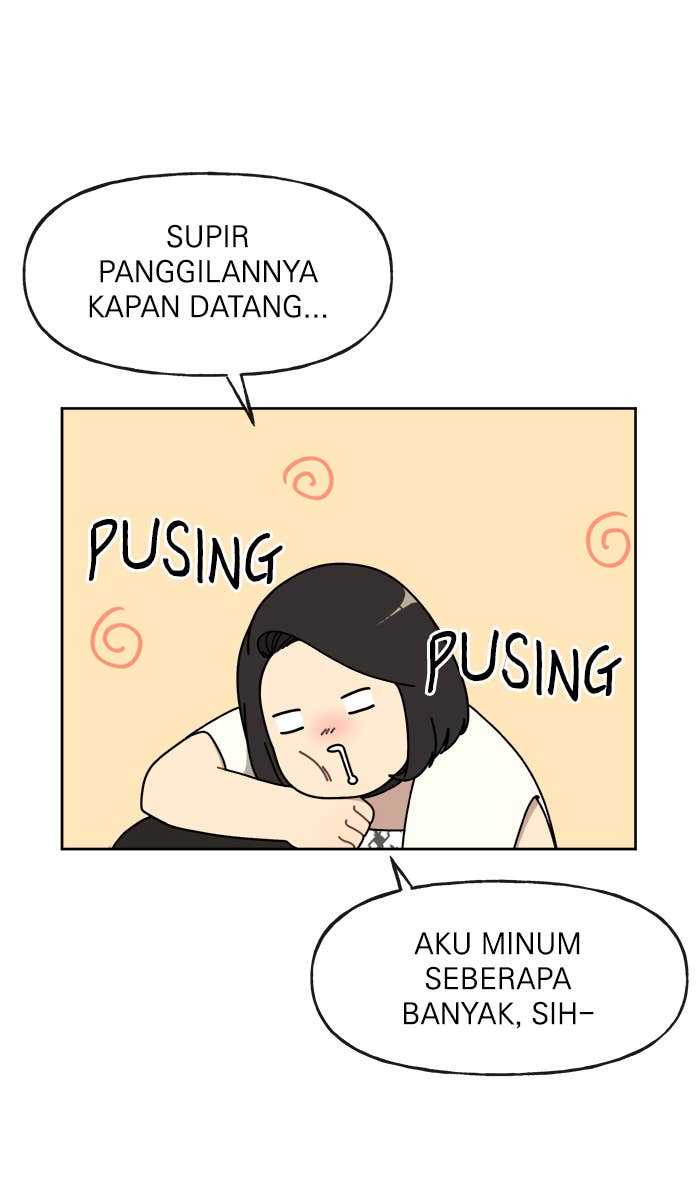 SUPIR
PANGGILANNYA
KAPAN DATANG...
PUSING
PUSING
AKU MINUM
SEBERAPA
BANYAK, SIH-